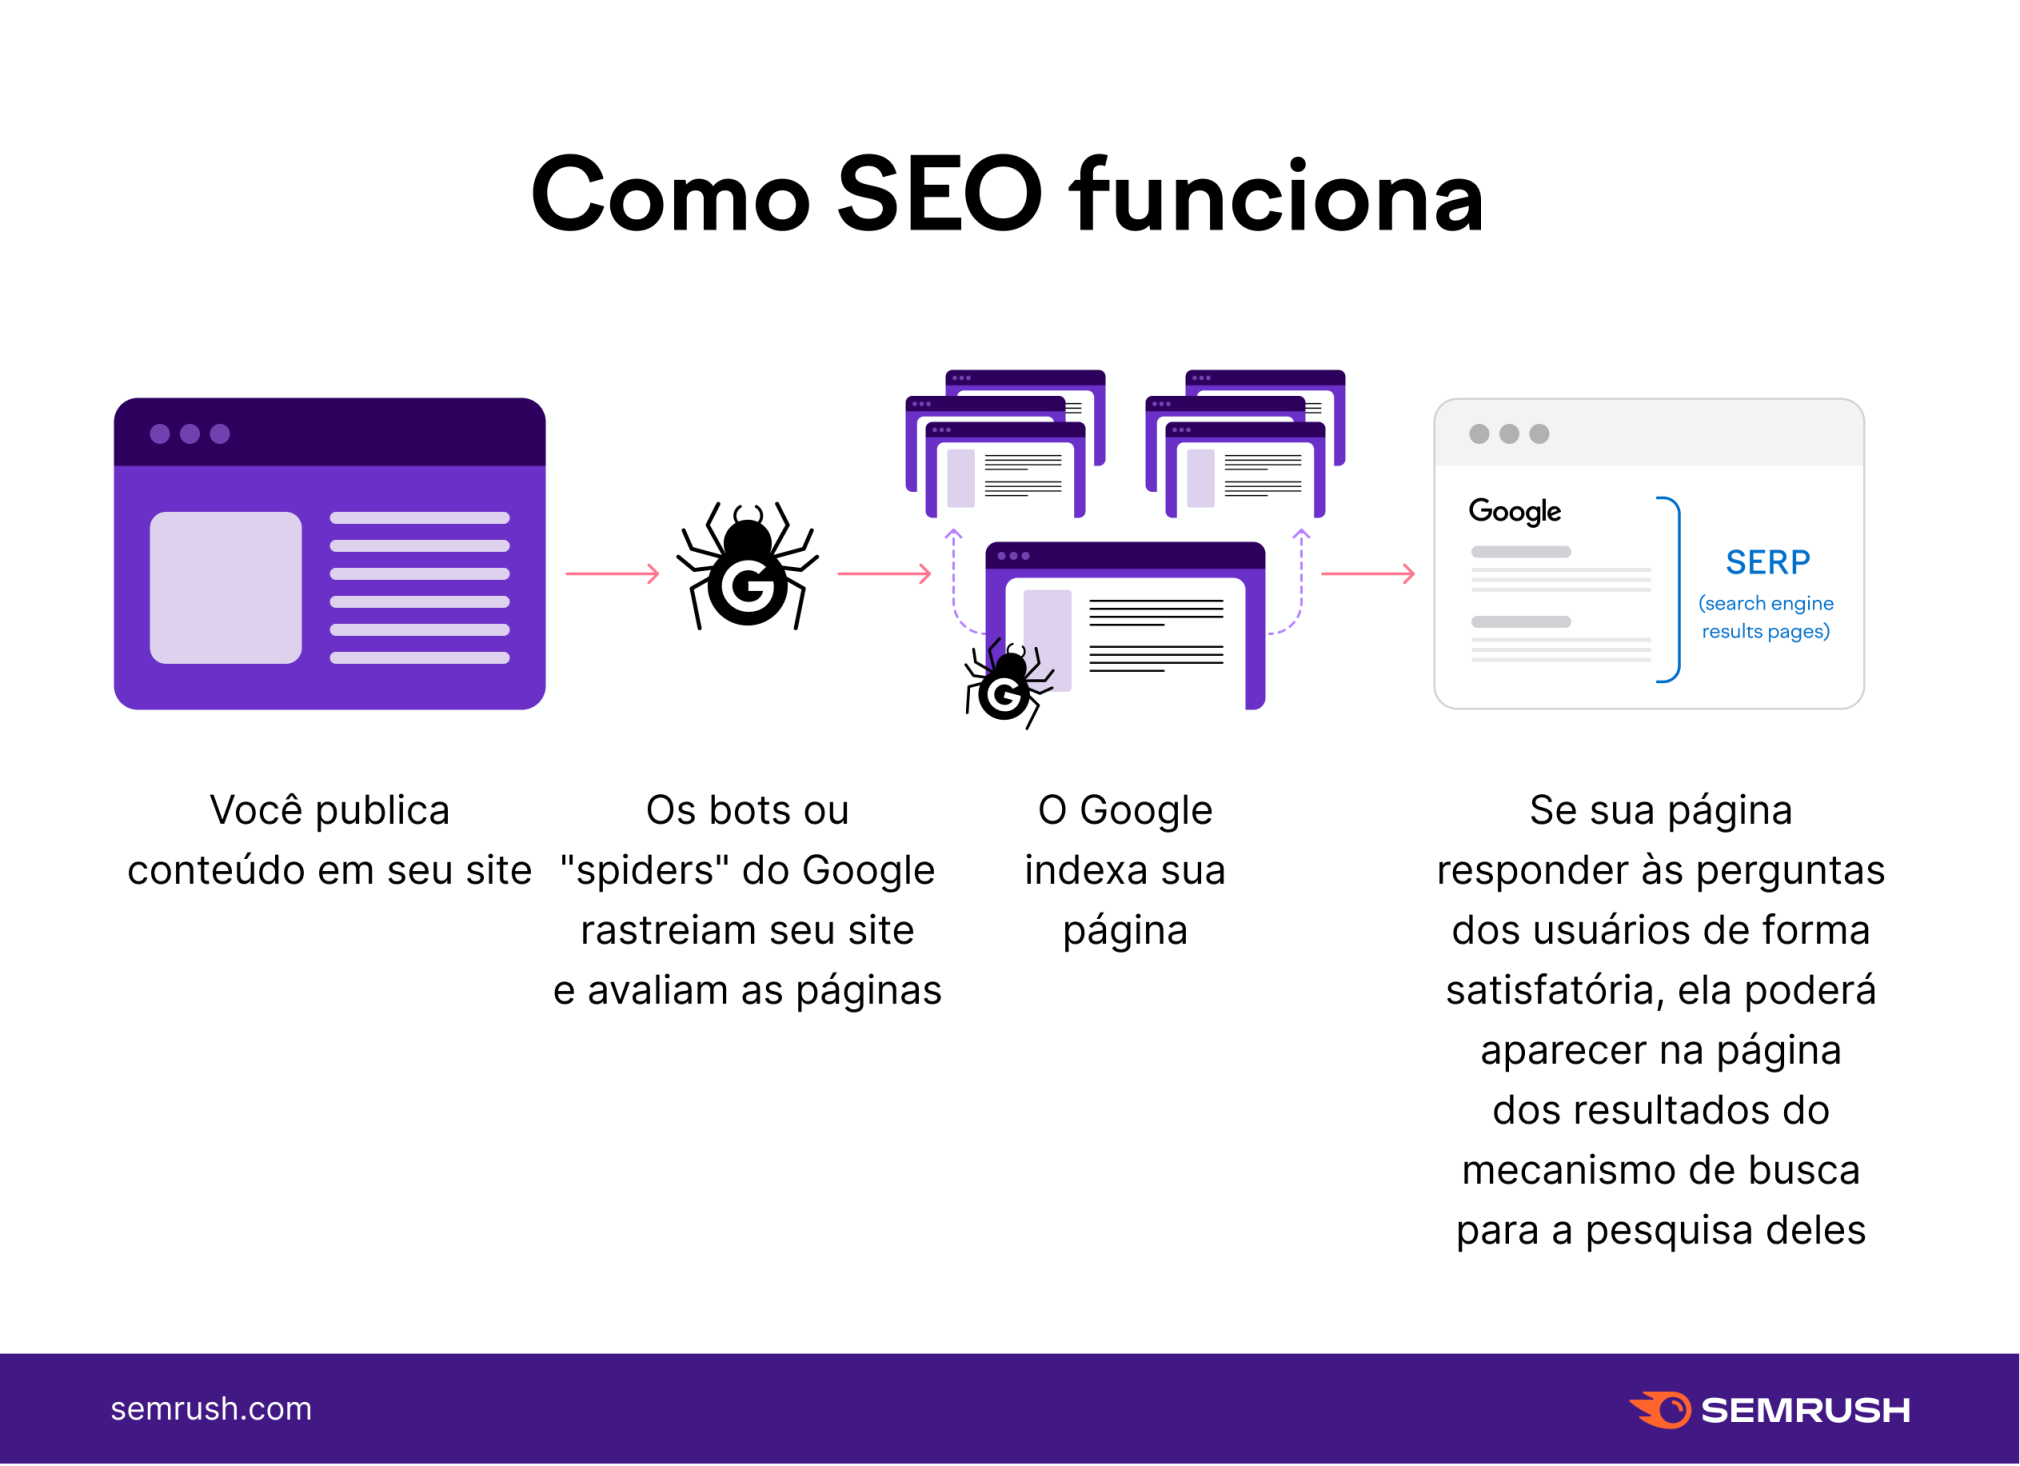 Como SEO funciona
G
G
Google
SERP
(search engine
results pages)
Você publica
conteúdo em seu site
Os bots ou
"spiders" do Google
rastreiam seu site
e avaliam as páginas
O Google
indexa sua
página
Se sua página
responder às perguntas
dos usuários de forma
satisfatória, ela poderá
aparecer na página
dos resultados do
mecanismo de busca
para a pesquisa deles
semrush.com
SEMRUSH